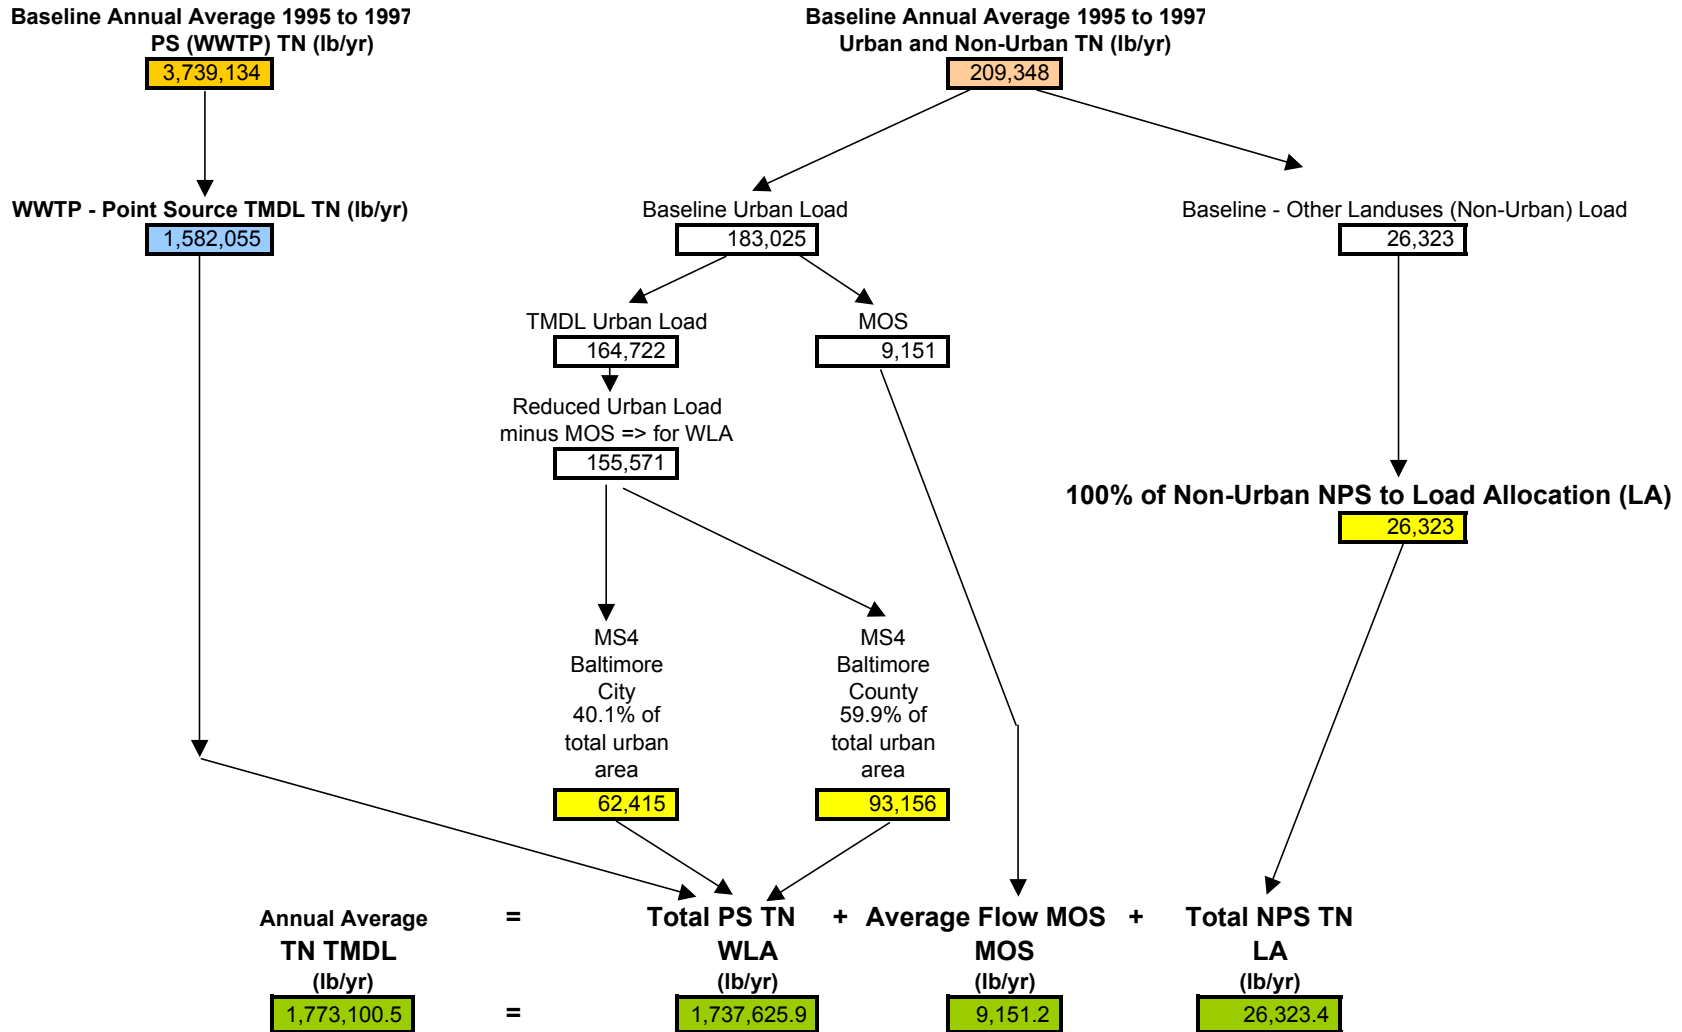 Baseline Annual Average 1995 to 1997
PS (WWTP) TN (lb/yr)
3,739,134
Baseline Annual Average 1995 to 1997
Urban and Non-Urban TN (lb/yr)
209,348
WWTP - Point Source TMDL TN (lb/yr)
1,582,055
Baseline Urban Load
183,025
Baseline - Other Landuses (Non-Urban) Load
26,323
TMDL Urban Load
164,722
MOS
9,151
Reduced Urban Load
minus MOS => for WLA
155,571
100% of Non-Urban NPS to Load Allocation (LA)
26,323
MS4
Baltimore
City
40.1% of
total urban
area
62,415
MS4
Baltimore
County
59.9% of
total urban
area
93,156
Annual Average = Total PS TN + Average Flow MOS + Total NPS TN
TN TMDL WLA MOS LA
(lb/yr) (lb/yr) (lb/yr) (lb/yr)
1,773,100.5 = 1,737,625.9 9,151.2 26,323.4